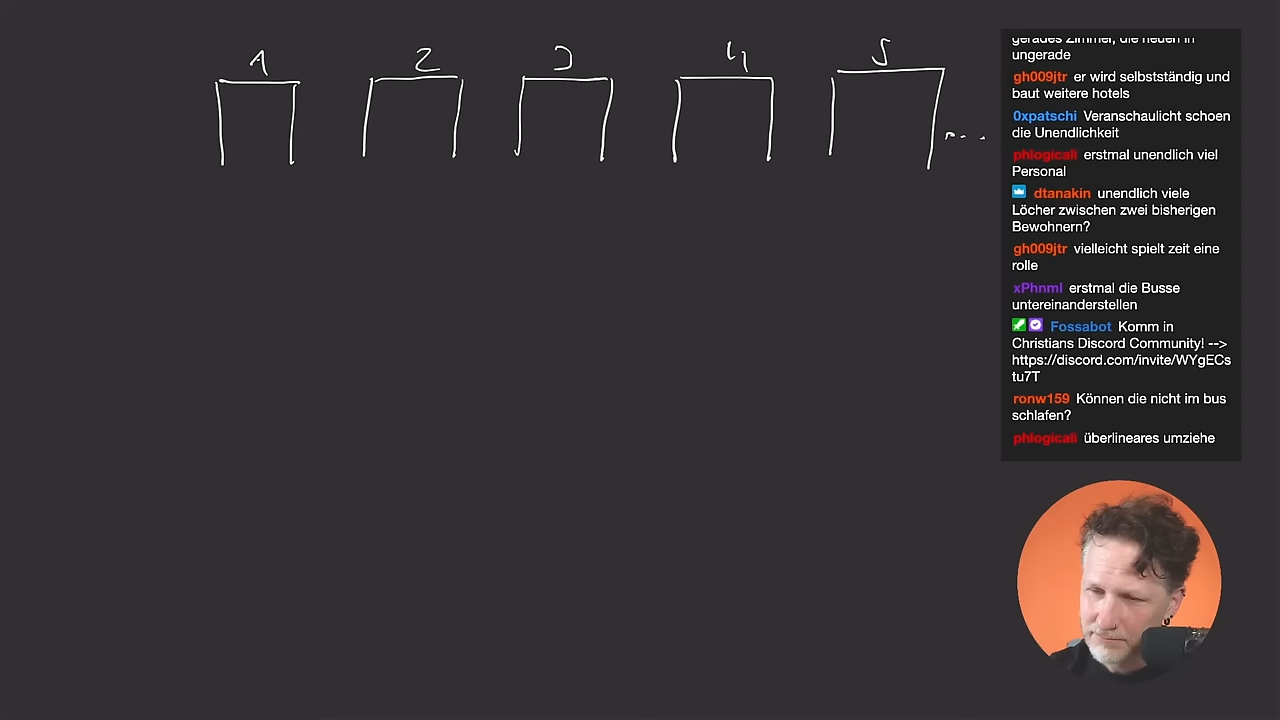 1 2 3 4 5 ...
gerades Zimmer, die neuen in
ungerade
gh009jtr er wird selbstständig und
baut weitere hotels
0xpatschi Veranschaulicht schoen
die Unendlichkeit
phlogicali erstmal unendlich viel
Personal
dtanakin unendlich viele
Löcher zwischen zwei bisherigen
Bewohnern?
gh009jtr vielleicht spielt zeit eine
rolle
xPhnml erstmal die Busse
untereinanderstellen
Fossabot Komm in
Christians Discord Community! -->
https://discord.com/invite/WYgECs
tu7T
ronw159 Können die nicht im bus
schlafen?
phlogicali überlineares umziehe